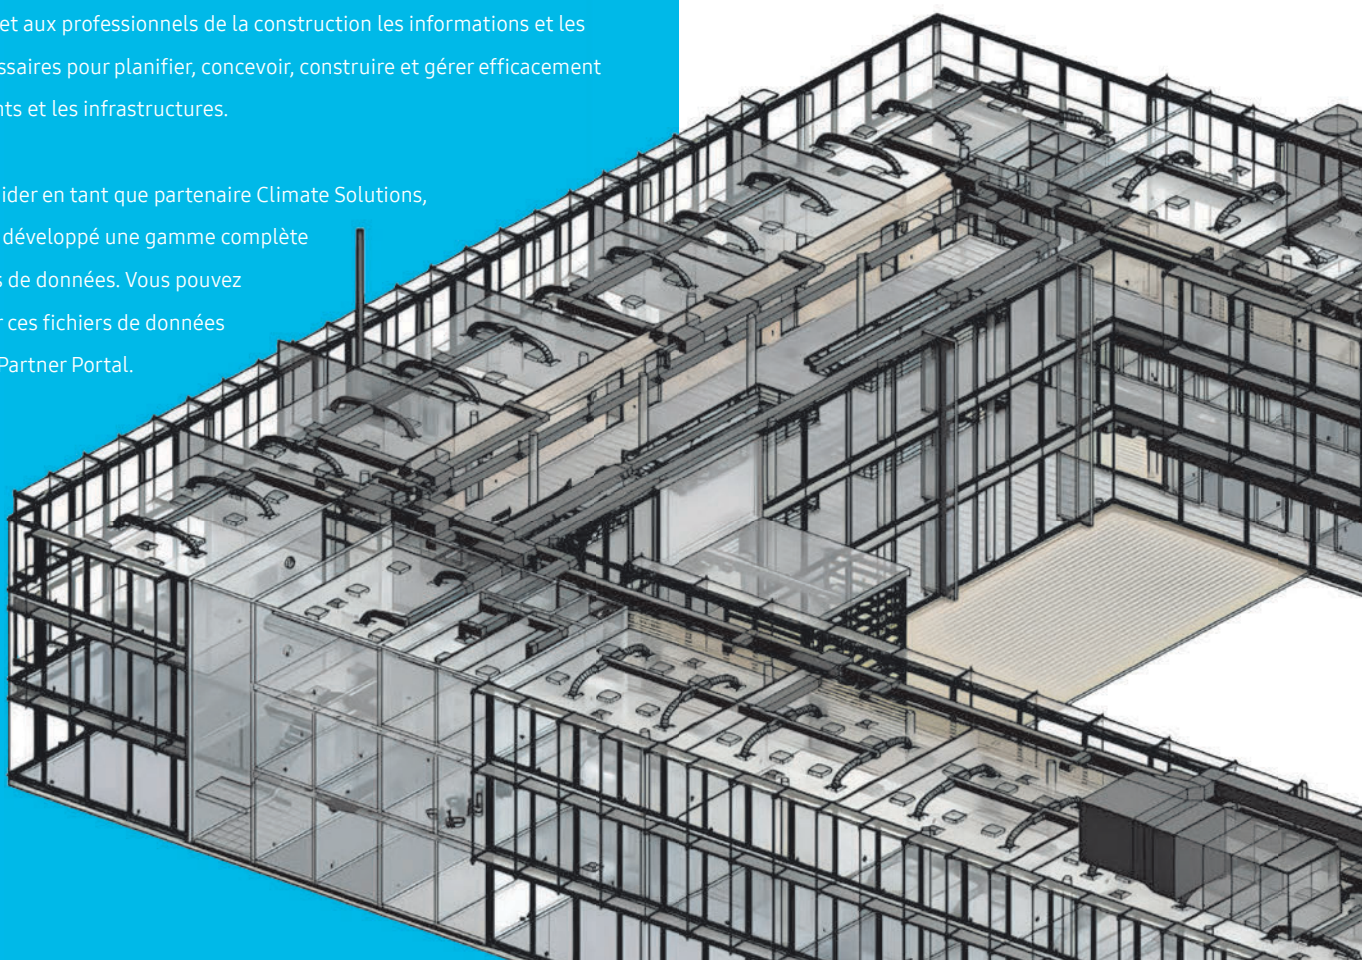 et aux professionnels de la construction les informations et les
ssaires pour planifier, concevoir, construire et gérer efficacement
nts et les infrastructures.
ider en tant que partenaire Climate Solutions,
développé une gamme complète
s de données. Vous pouvez
r ces fichiers de données
Partner Portal.